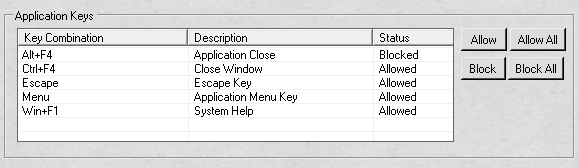 Application Keys
Key Combination Description Status
Alt+F4 Application Close Blocked
Ctrl+F4 Close Window Allowed
Escape Escape Key Allowed
Menu Application Menu Key Allowed
Win+F1 System Help Allowed
Allow Allow All
Block Block All